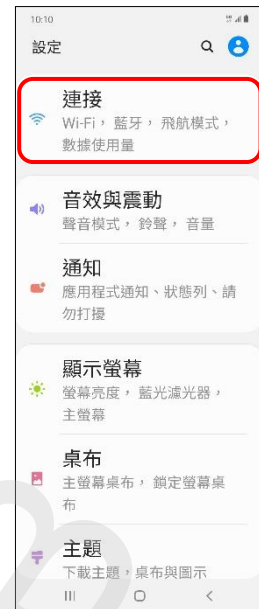 10:10
設定
連接
Wi-Fi， 藍牙， 飛航模式，
數據使用量
音效與震動
聲音模式， 鈴聲， 音量
通知
應用程式通知、狀態列、請
勿打擾
顯示螢幕
螢幕亮度， 藍光濾光器，
主螢幕
桌布
主螢幕桌布， 鎖定螢幕桌
布
主題
下載主題，桌布與圖示